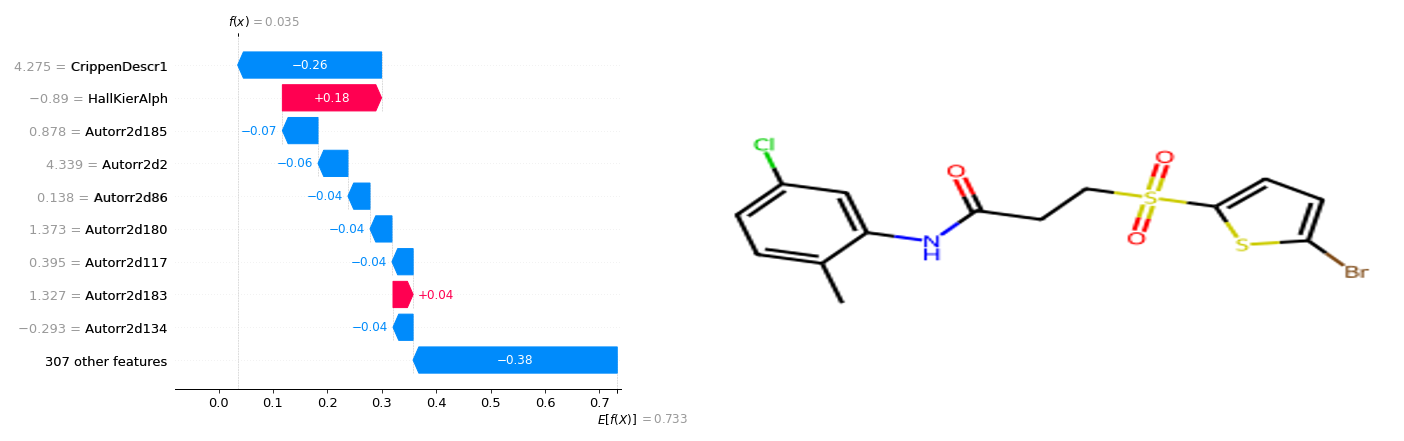 f(x) = 0.035
4.275 = CrippenDescr1
−0.26
−0.89 = HallKierAlph
+0.18
0.878 = Autorr2d185
−0.07
4.339 = Autorr2d2
−0.06
0.138 = Autorr2d86
−0.04
1.373 = Autorr2d180
−0.04
0.395 = Autorr2d117
−0.04
1.327 = Autorr2d183
+0.04
−0.293 = Autorr2d134
−0.04
307 other features
−0.38
0.0 0.1 0.2 0.3 0.4 0.5 0.6 0.7
E[f(X)] = 0.733
Cl
O
N
H
O
S
O
S
Br